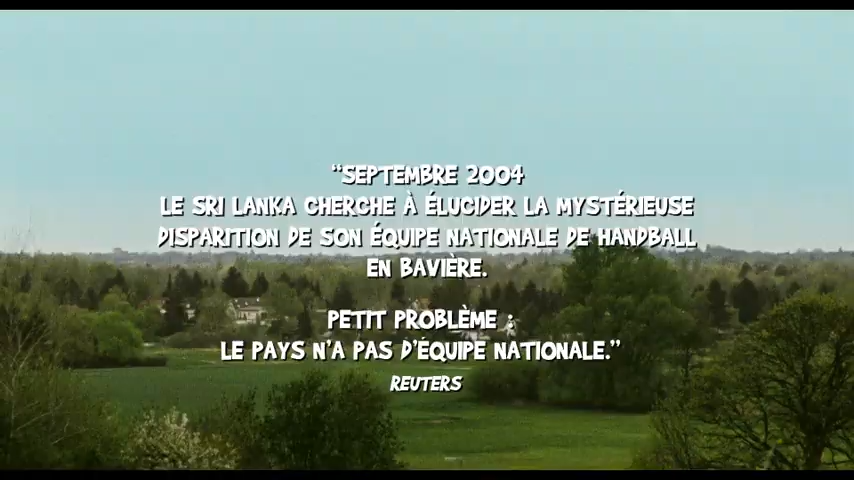 “SEPTEMBRE 2004
LE SRI LANKA CHERCHE À ÉLUCIDER LA MYSTÉRIEUSE
DISPARITION DE SON ÉQUIPE NATIONALE DE HANDBALL
EN BAVIÈRE.
PETIT PROBLÈME :
LE PAYS N'A PAS D'ÉQUIPE NATIONALE.”
REUTERS